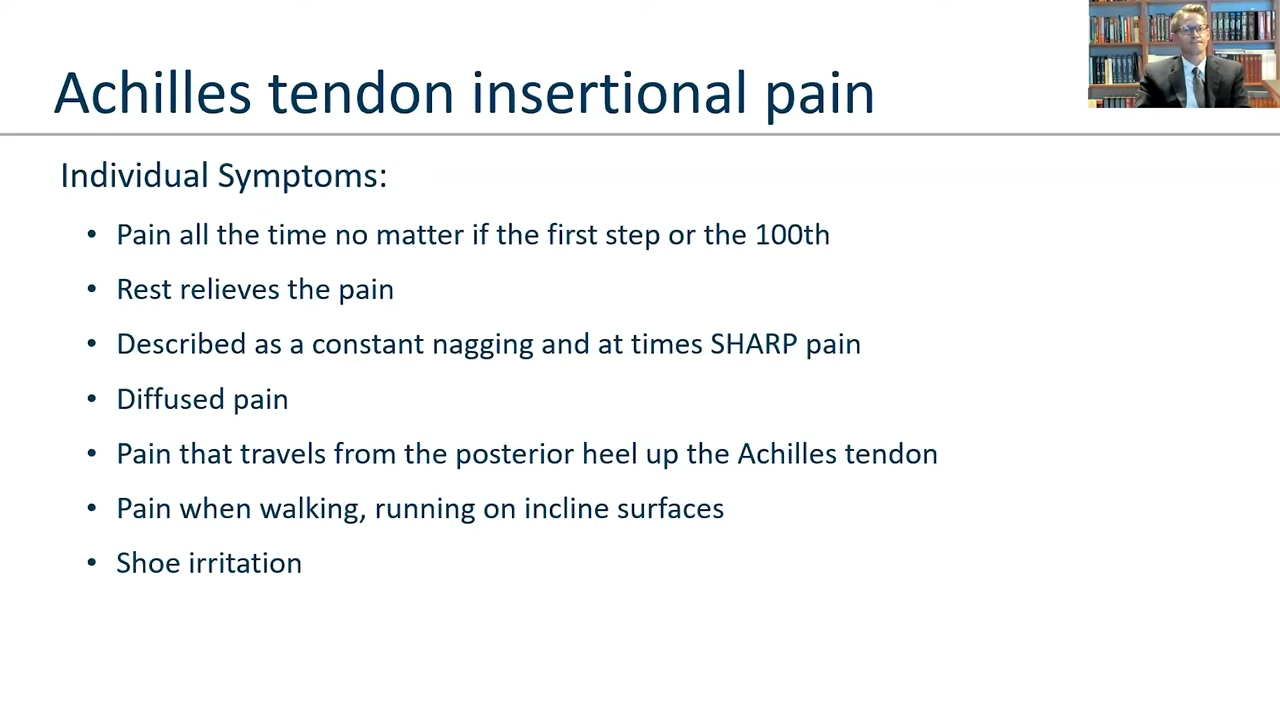 Achilles tendon insertional pain
Individual Symptoms:
• Pain all the time no matter if the first step or the 100th
• Rest relieves the pain
• Described as a constant nagging and at times SHARP pain
• Diffused pain
• Pain that travels from the posterior heel up the Achilles tendon
• Pain when walking, running on incline surfaces
• Shoe irritation